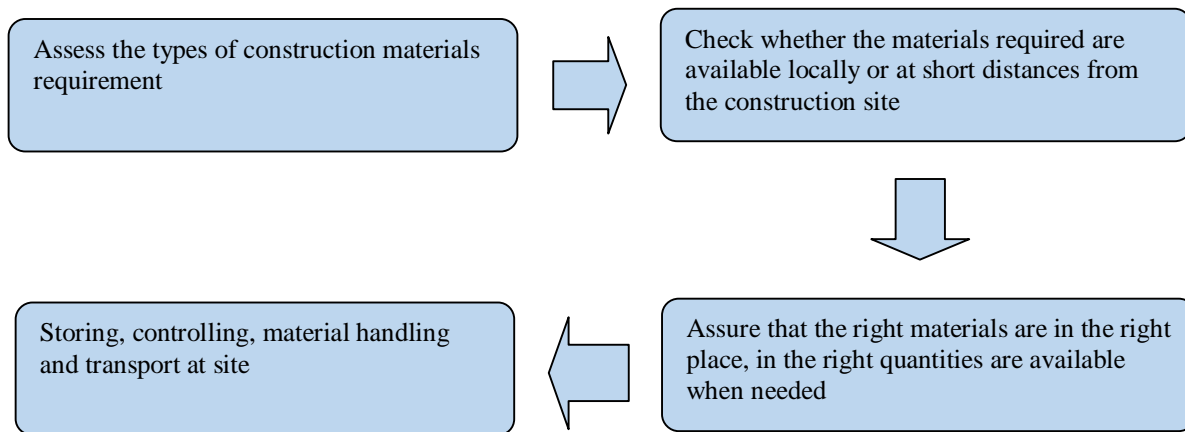 Assess the types of construction materials
requirement
Check whether the materials required are
available locally or at short distances from
the construction site
Assure that the right materials are in the right
place, in the right quantities are available
when needed
Storing, controlling, material handling
and transport at site